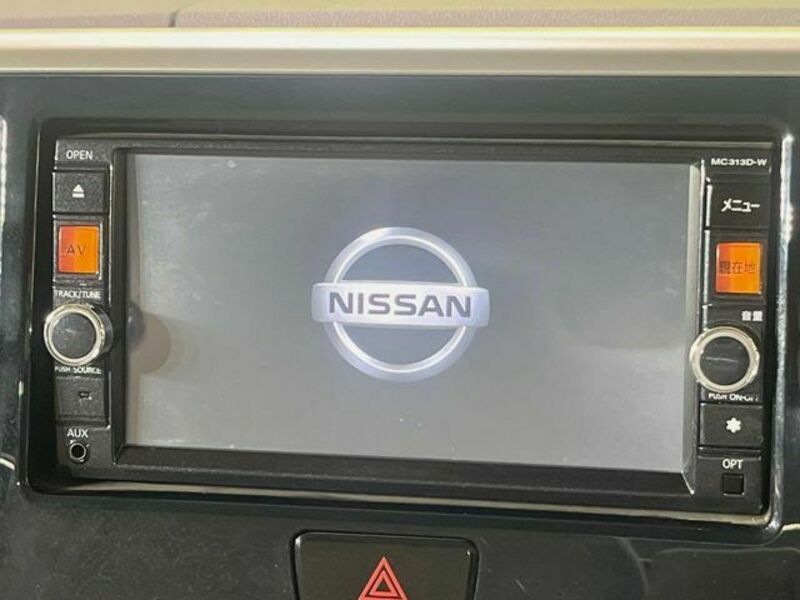 OPEN
MC313D-W
メニュー
AV
現在地
TRACK/TUNE
音量
NISSAN
PUSH SOURCE
PUSH ON·OFF
AUX
OPT